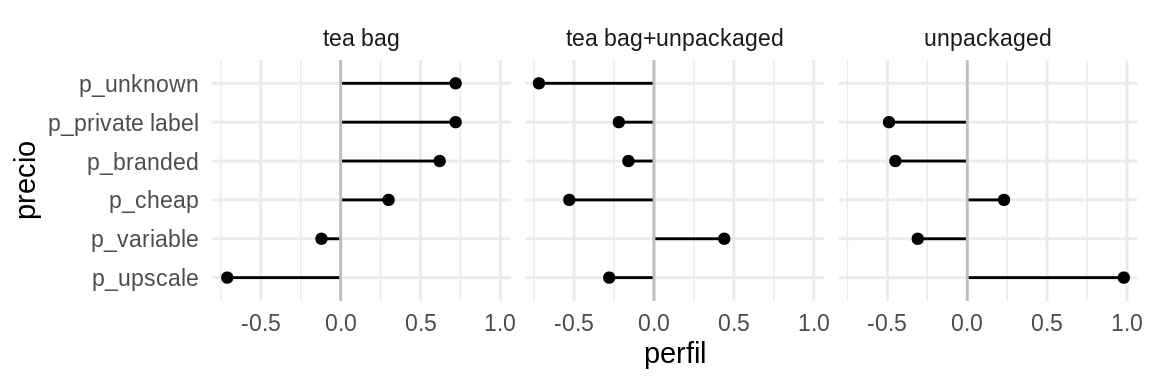 tea bag
tea bag+unpackaged
unpackaged
precio
p_unknown
p_private label
p_branded
p_cheap
p_variable
p_upscale
-0.5 0.0 0.5 1.0
-0.5 0.0 0.5 1.0
-0.5 0.0 0.5 1.0
perfil